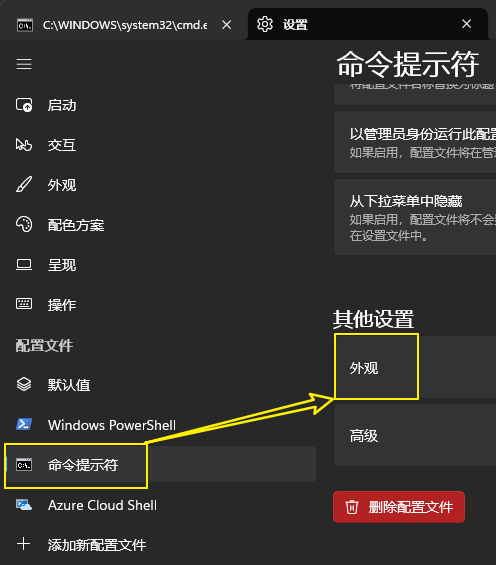 C:\WINDOWS\system32\cmd.e
设置
启动
交互
外观
配色方案
呈现
操作
配置文件
默认值
Windows PowerShell
命令提示符
Azure Cloud Shell
添加新配置文件
命令提示符
以管理员身份运行此配置
如果启用，配置文件将在管
从下拉菜单中隐藏
如果启用，配置文件将不会
在设置文件中。
其他设置
外观
高级
删除配置文件